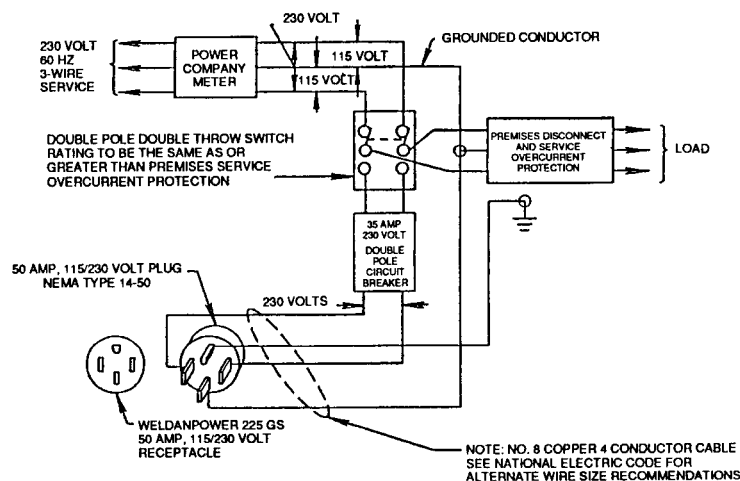 230 VOLT
230 VOLT
60 HZ
3-WIRE
SERVICE
POWER
COMPANY
METER
115 VOLT
115 VOLT
GROUNDED CONDUCTOR
DOUBLE POLE DOUBLE THROW SWITCH
RATING TO BE THE SAME AS OR
GREATER THAN PREMISES SERVICE
OVERCURRENT PROTECTION
PREMISES DISCONNECT
AND SERVICE
OVERCURRENT
PROTECTION
LOAD
35 AMP
230 VOLT
DOUBLE
POLE
CIRCUIT
BREAKER
50 AMP, 115/230 VOLT PLUG
NEMA TYPE 14-50
230 VOLTS
WELDANPOWER 225 GS
50 AMP, 115/230 VOLT
RECEPTACLE
NOTE: NO. 8 COPPER 4 CONDUCTOR CABLE
SEE NATIONAL ELECTRIC CODE FOR
ALTERNATE WIRE SIZE RECOMMENDATIONS